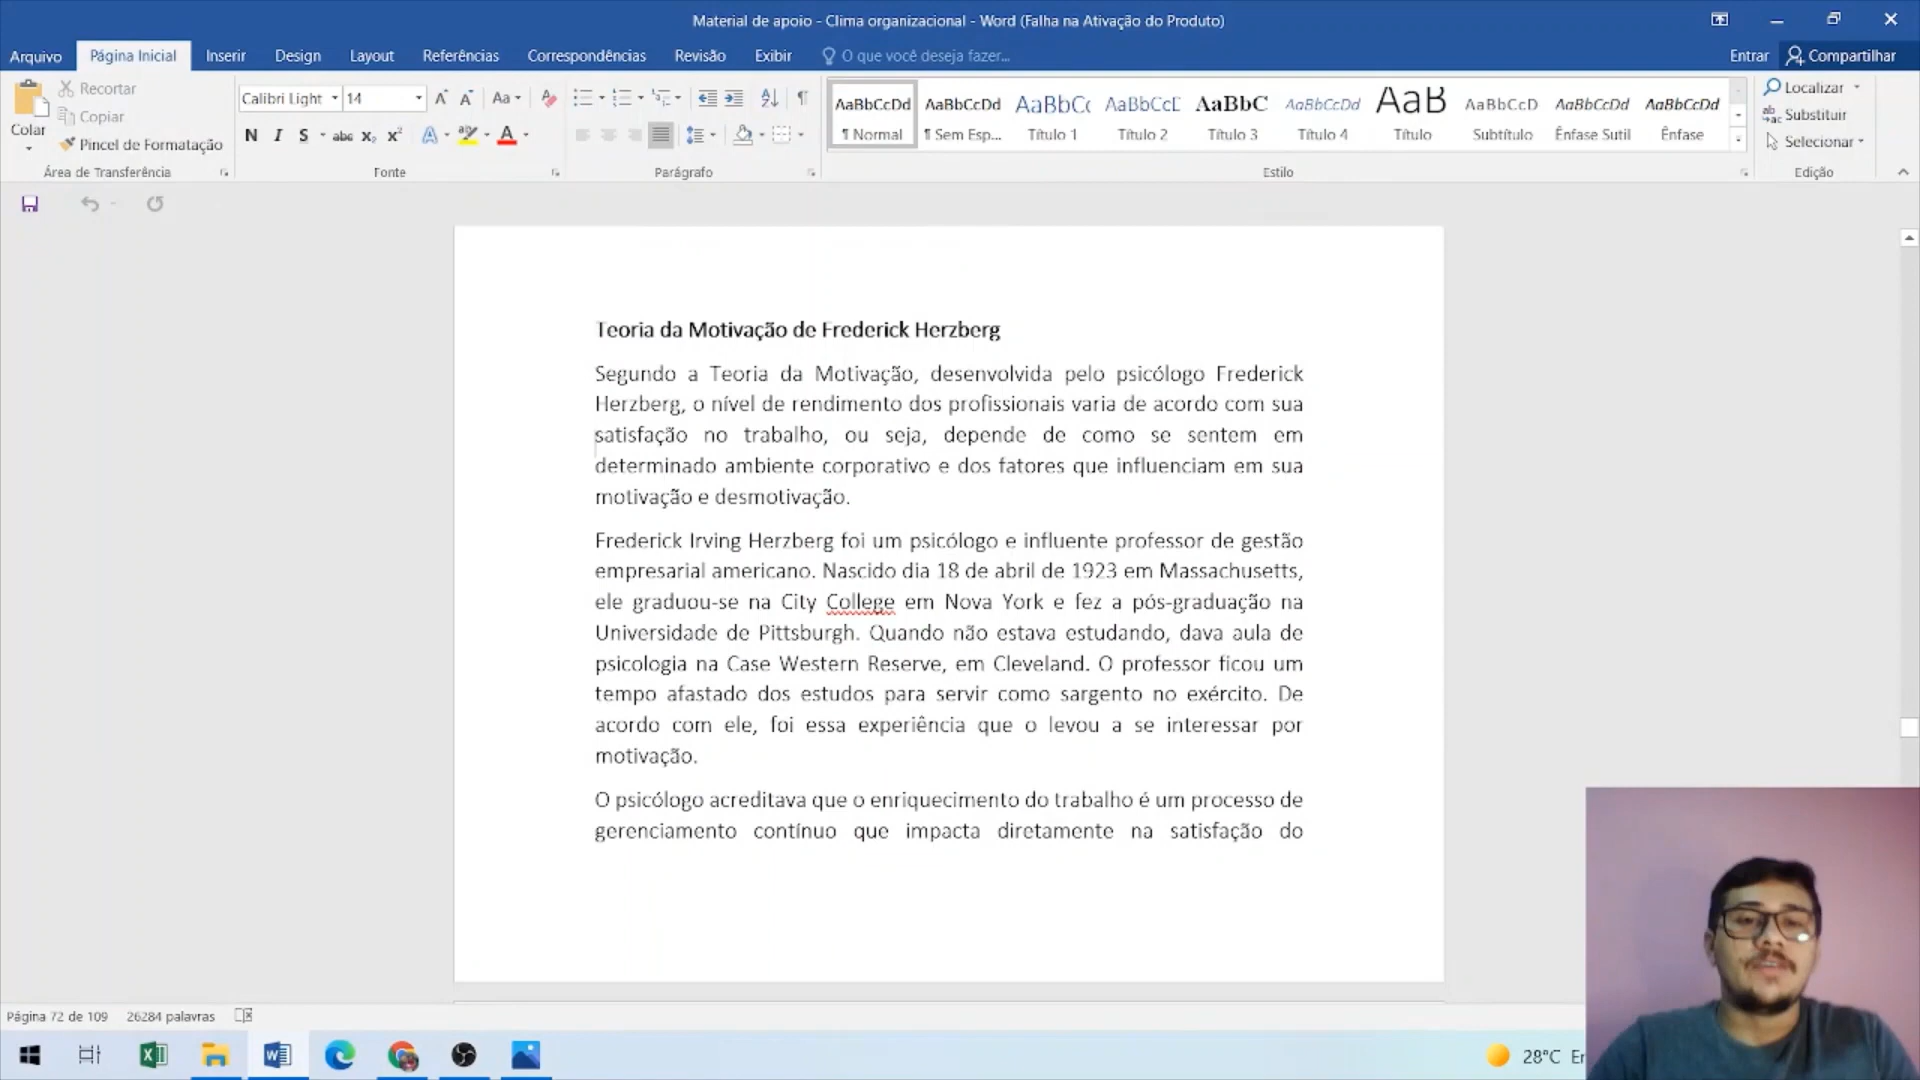 Material de apoio - Clima organizacional - Word (Falha na Ativação do Produto)
Arquivo Página Inicial Inserir Design Layout Referências Correspondências Revisão Exibir O que você deseja fazer... Entrar Compartilhar
Colar
Recortar
Copiar
Pincel de Formatação
Área de Transferência
Calibri Light 14
N I S abc x₂ x²
Fonte
Parágrafo
AaBbCcDd AaBbCcDd AaBbCc AaBbCcD AaBbC AaBbCcDd AaB AaBbCcD AaBbCcDd AaBbCcDd
¶ Normal ¶ Sem Esp... Título 1 Título 2 Título 3 Título 4 Título Subtítulo Ênfase Sutil Ênfase
Estilo
Localizar
Substituir
Selecionar
Edição
Teoria da Motivação de Frederick Herzberg
Segundo a Teoria da Motivação, desenvolvida pelo psicólogo Frederick
Herzberg, o nível de rendimento dos profissionais varia de acordo com sua
satisfação no trabalho, ou seja, depende de como se sentem em
determinado ambiente corporativo e dos fatores que influenciam em sua
motivação e desmotivação.
Frederick Irving Herzberg foi um psicólogo e influente professor de gestão
empresarial americano. Nascido dia 18 de abril de 1923 em Massachusetts,
ele graduou-se na City College em Nova York e fez a pós-graduação na
Universidade de Pittsburgh. Quando não estava estudando, dava aula de
psicologia na Case Western Reserve, em Cleveland. O professor ficou um
tempo afastado dos estudos para servir como sargento no exército. De
acordo com ele, foi essa experiência que o levou a se interessar por
motivação.
O psicólogo acreditava que o enriquecimento do trabalho é um processo de
gerenciamento contínuo que impacta diretamente na satisfação do
Página 72 de 109 26284 palavras
28°C